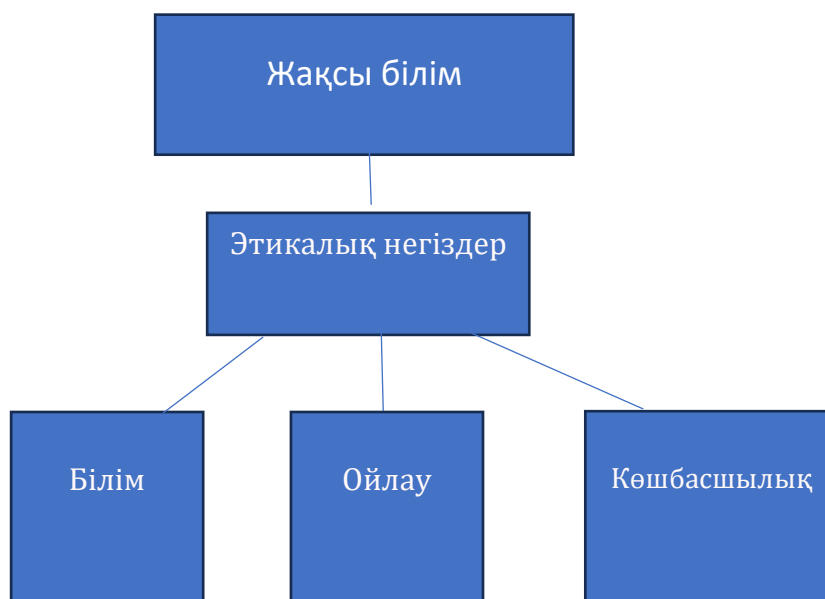 Жақсы білім
Этикалық негіздер
Білім
Ойлау
Көшбасшылық